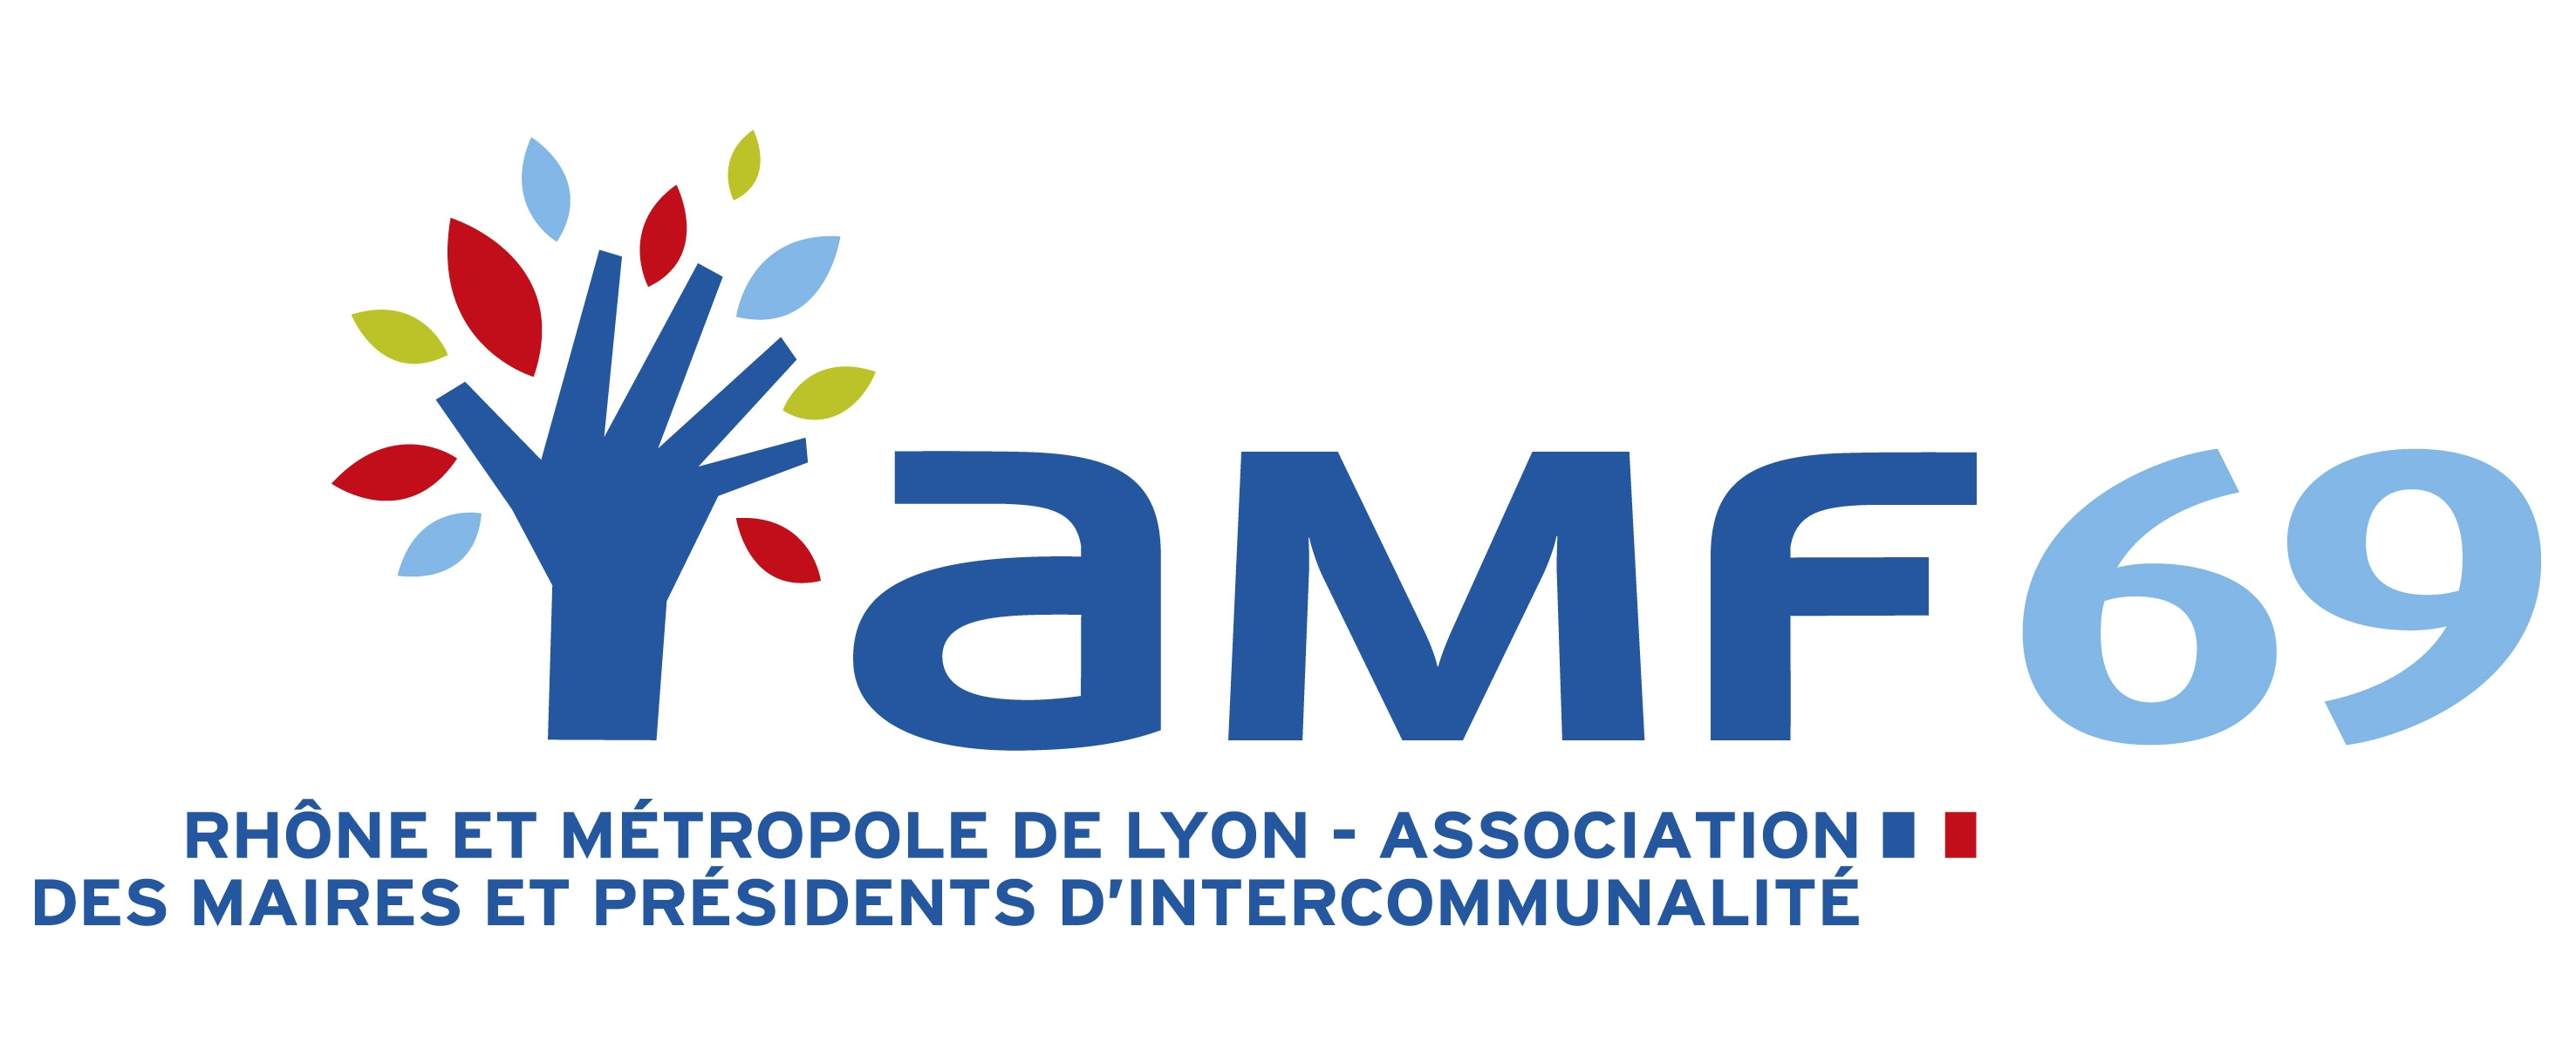 aMF69
RHÔNE ET MÉTROPOLE DE LYON - ASSOCIATION
DES MAIRES ET PRÉSIDENTS D'INTERCOMMUNALITÉ